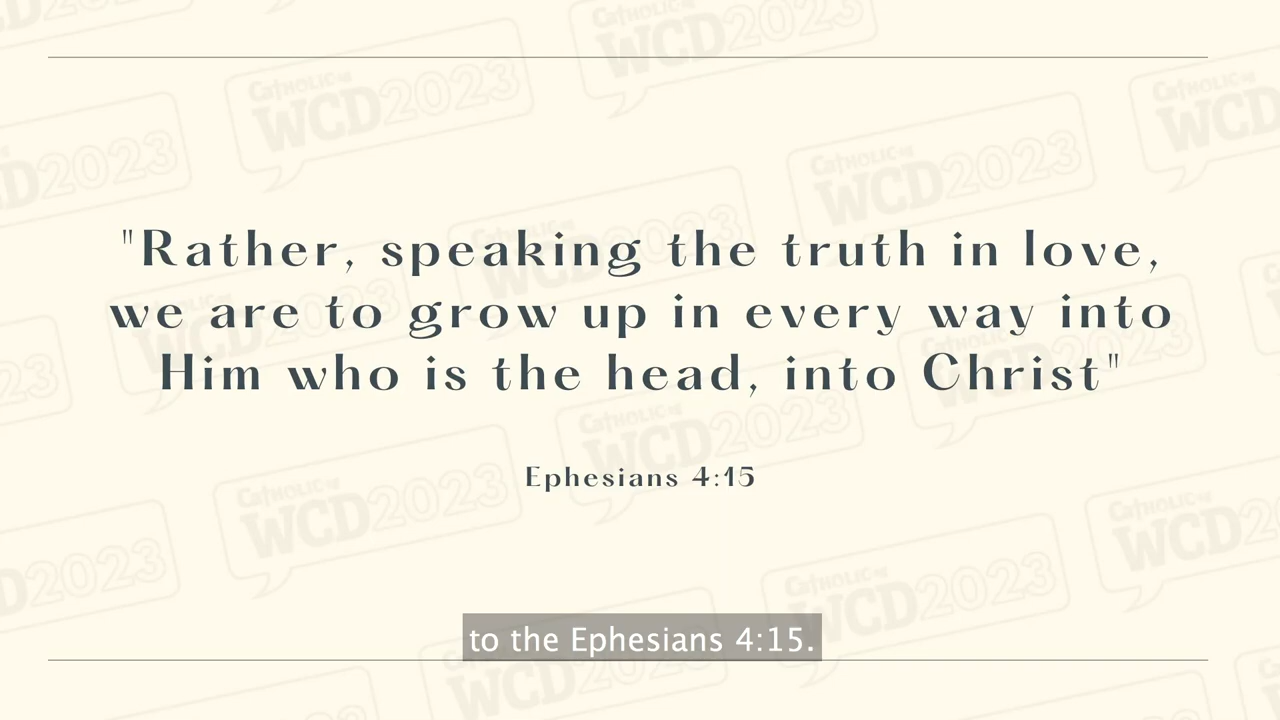 "Rather, speaking the truth in love,
we are to grow up in every way into
Him who is the head, into Christ"
Ephesians 4:15
to the Ephesians 4:15.